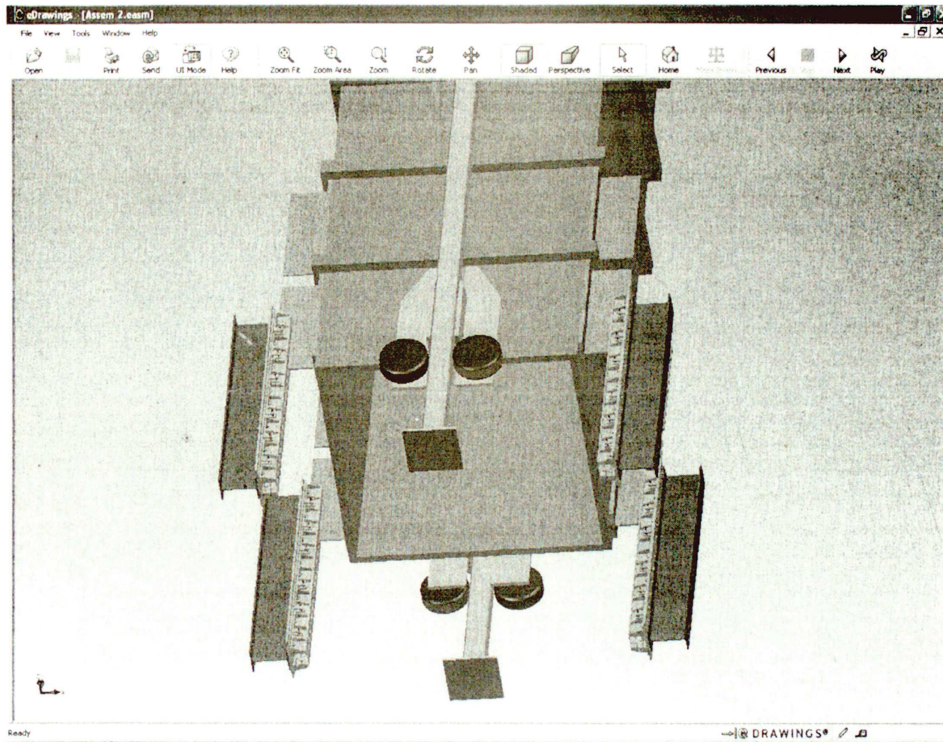 eDrawings - [Assem 2.easm]
File View Tools Window Help
Open Print Send UI Mode Help Zoom Fit Zoom Area Zoom Rotate Pan Shaded Perspective Select Home Previous Next Play
Ready
DRAWINGS®